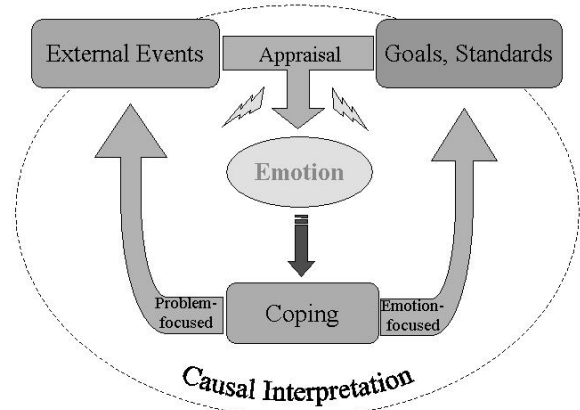 External Events
Appraisal
Goals, Standards
Emotion
Problem-
focused
Coping
Emotion-
focused
Causal Interpretation